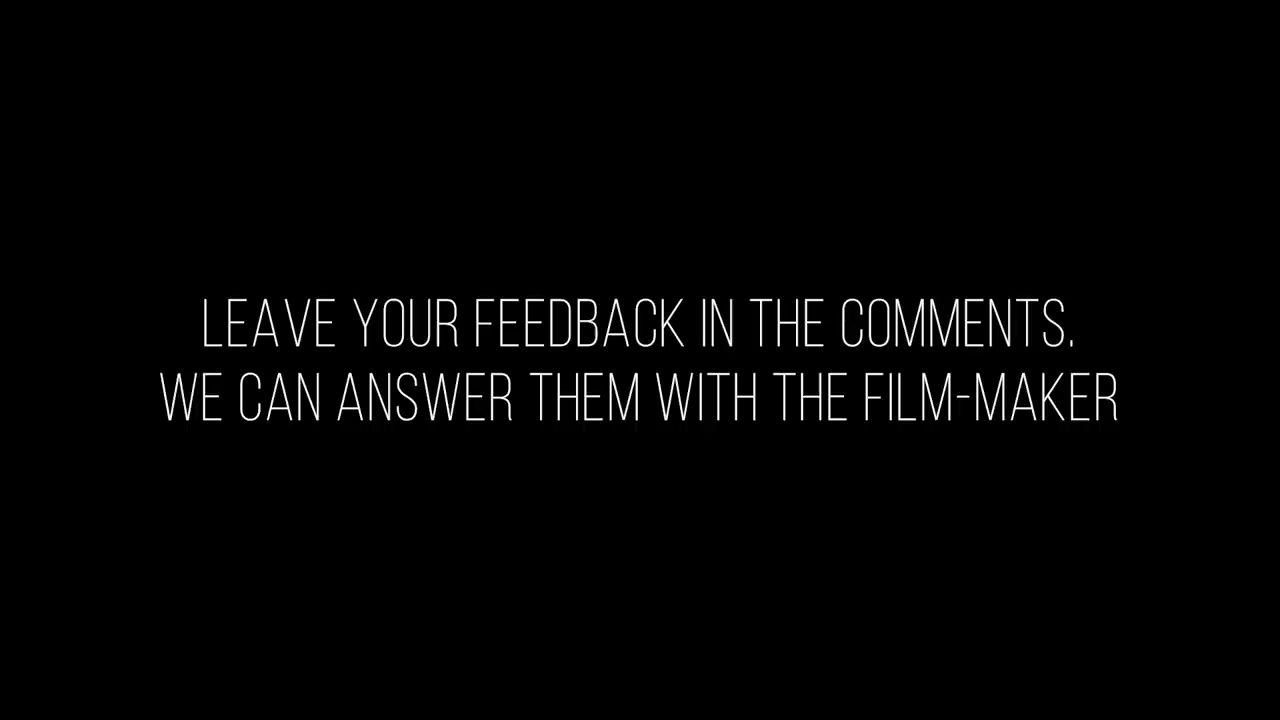 LEAVE YOUR FEEDBACK IN THE COMMENTS.
WE CAN ANSWER THEM WITH THE FILM-MAKER